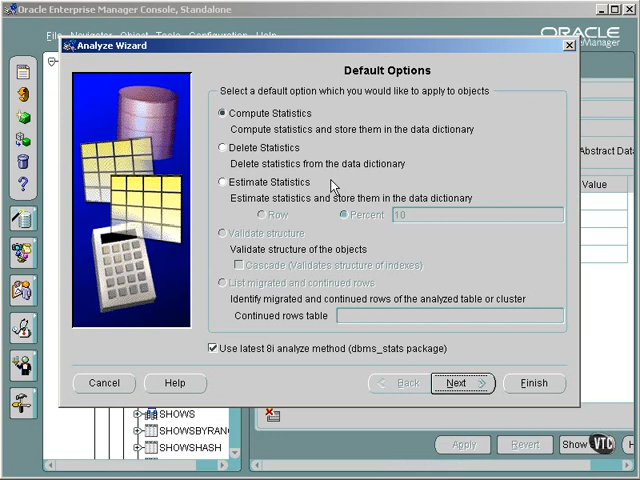 Oracle Enterprise Manager Console, Standalone
File Navigator Object Tools Configuration Help
ORACLE
Manager
Analyze Wizard
Default Options
Select a default option which you would like to apply to objects
Compute Statistics
Compute statistics and store them in the data dictionary
Delete Statistics
Delete statistics from the data dictionary
Abstract Data
Estimate Statistics
Value
Estimate statistics and store them in the data dictionary
Row Percent 10
Validate structure
Validate structure of the objects
Cascade (Validates structure of indexes)
List migrated and continued rows
Identify migrated and continued rows of the analyzed table or cluster
Continued rows table
Use latest 8i analyze method (dbms_stats package)
Cancel Help Back Next Finish
SHOWS
SHOWSBYRAN
SHOWSHASH
Apply Revert Show VTC H